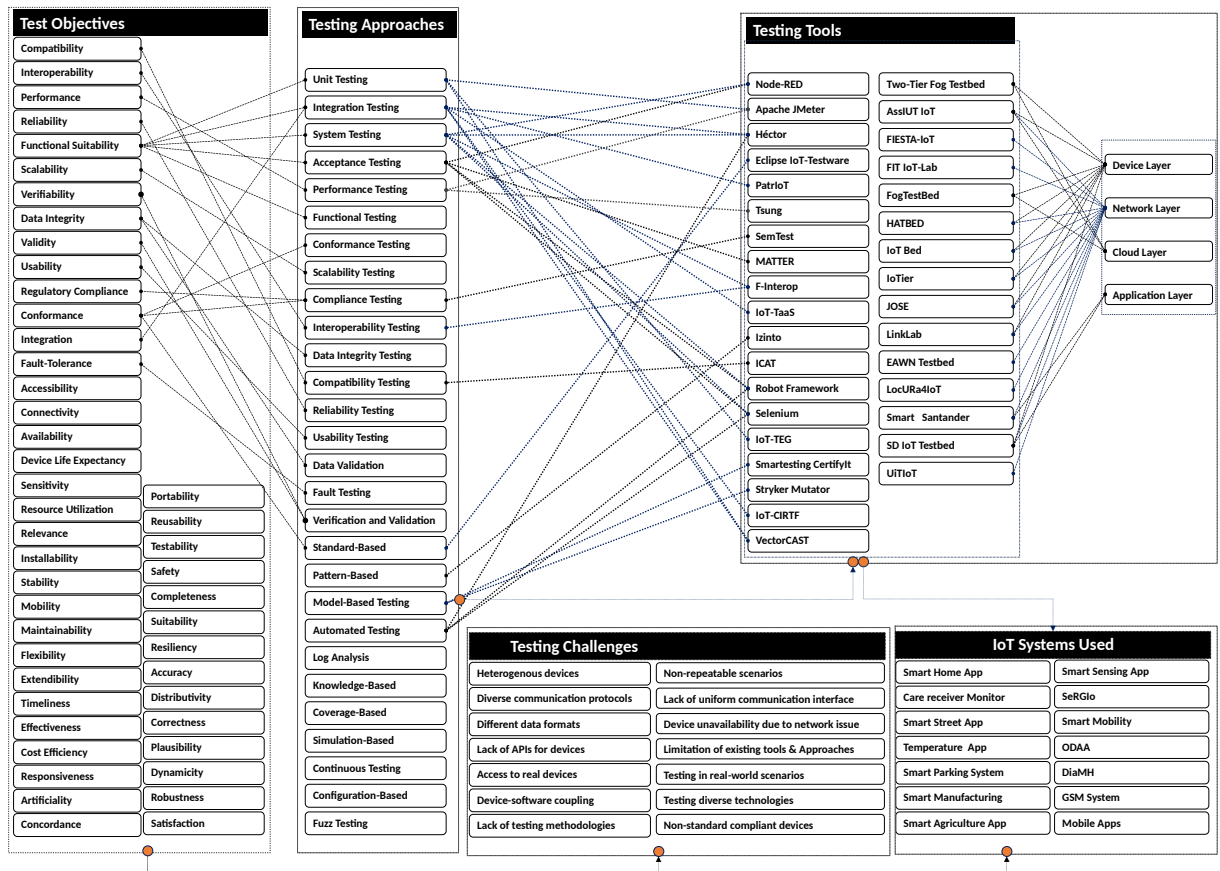 Test Objectives
Compatibility
Interoperability
Performance
Reliability
Functional Suitability
Scalability
Verifiability
Data Integrity
Validity
Usability
Regulatory Compliance
Conformance
Integration
Fault-Tolerance
Accessibility
Connectivity
Availability
Device Life Expectancy
Sensitivity
Resource Utilization
Relevance
Installability
Stability
Mobility
Maintainability
Flexibility
Extendibility
Timeliness
Effectiveness
Cost Efficiency
Responsiveness
Artificiality
Concordance
Portability
Reusability
Testability
Safety
Completeness
Suitability
Resiliency
Accuracy
Distributivity
Correctness
Plausibility
Dynamicity
Robustness
Satisfaction
Testing Approaches
Unit Testing
Integration Testing
System Testing
Acceptance Testing
Performance Testing
Functional Testing
Conformance Testing
Scalability Testing
Compliance Testing
Interoperability Testing
Data Integrity Testing
Compatibility Testing
Reliability Testing
Usability Testing
Data Validation
Fault Testing
Verification and Validation
Standard-Based
Pattern-Based
Model-Based Testing
Automated Testing
Log Analysis
Knowledge-Based
Coverage-Based
Simulation-Based
Continuous Testing
Configuration-Based
Fuzz Testing
Testing Tools
Node-RED
Apache JMeter
Héctor
Eclipse IoT-Testware
PatrIoT
Tsung
SemTest
MATTER
F-Interop
IoT-TaaS
Izinto
ICAT
Robot Framework
Selenium
IoT-TEG
Smartesting CertifyIt
Stryker Mutator
IoT-CIRTF
VectorCAST
Two-Tier Fog Testbed
AssIUT IoT
FIESTA-IoT
FIT IoT-Lab
FogTestBed
HATBED
IoT Bed
IoTier
JOSE
LinkLab
EAWN Testbed
LocURa4IoT
Smart Santander
SD IoT Testbed
UiTIoT
Device Layer
Network Layer
Cloud Layer
Application Layer
Testing Challenges
Heterogenous devices
Diverse communication protocols
Different data formats
Lack of APIs for devices
Access to real devices
Device-software coupling
Lack of testing methodologies
Non-repeatable scenarios
Lack of uniform communication interface
Device unavailability due to network issue
Limitation of existing tools & Approaches
Testing in real-world scenarios
Testing diverse technologies
Non-standard compliant devices
IoT Systems Used
Smart Home App
Care receiver Monitor
Smart Street App
Temperature App
Smart Parking System
Smart Manufacturing
Smart Agriculture App
Smart Sensing App
SeRGIo
Smart Mobility
ODAA
DiaMH
GSM System
Mobile Apps